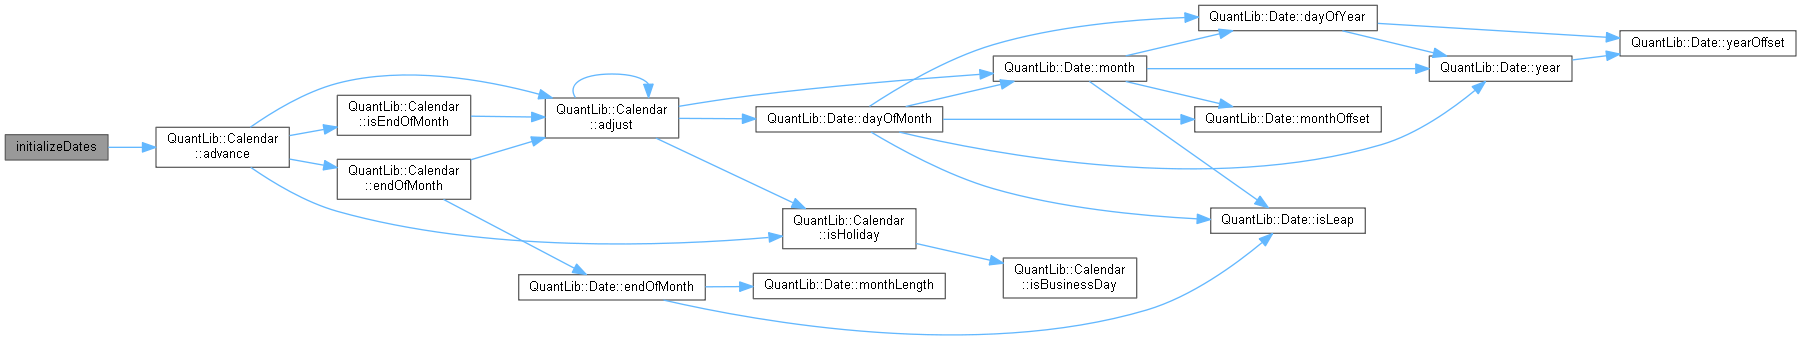 initializeDates
QuantLib::Calendar
::advance
QuantLib::Calendar
::isEndOfMonth
QuantLib::Calendar
::endOfMonth
QuantLib::Calendar
::adjust
QuantLib::Date::endOfMonth
QuantLib::Date::dayOfMonth
QuantLib::Calendar
::isHoliday
QuantLib::Date::monthLength
QuantLib::Date::month
QuantLib::Calendar
::isBusinessDay
QuantLib::Date::dayOfYear
QuantLib::Date::monthOffset
QuantLib::Date::isLeap
QuantLib::Date::year
QuantLib::Date::yearOffset